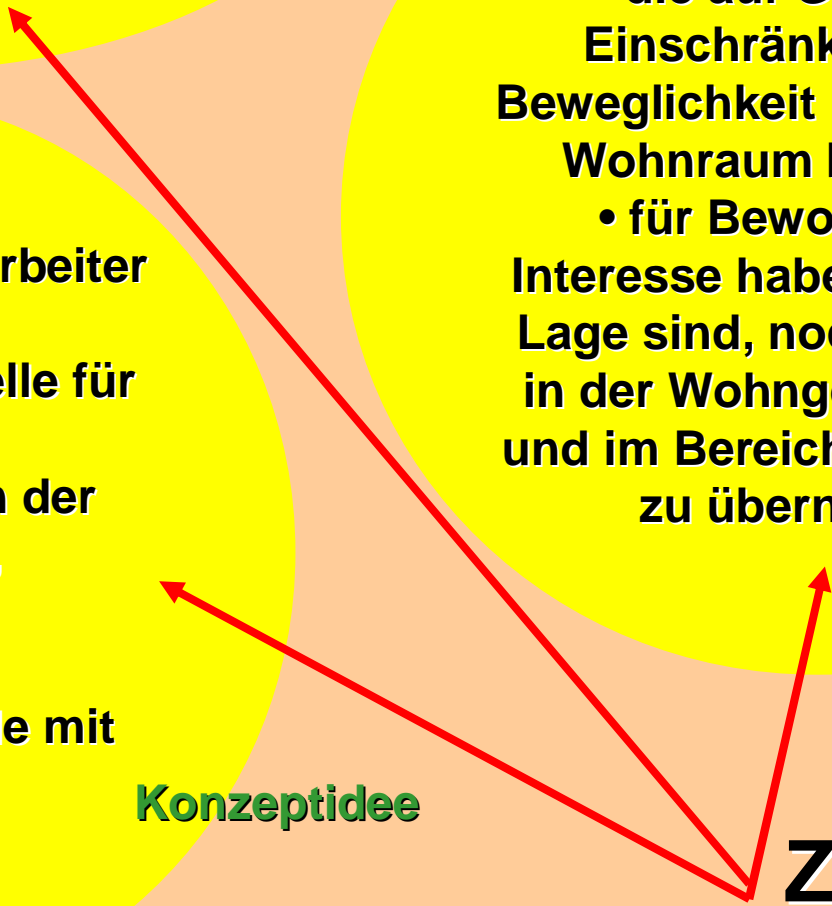 Einschränk
Beweglichkeit
Wohnraum
• für Bewo
Interesse habe
Lage sind, no
in der Wohng
und im Bereich
zu übern
rbeiter
elle für
der
e mit
Konzeptidee
Z